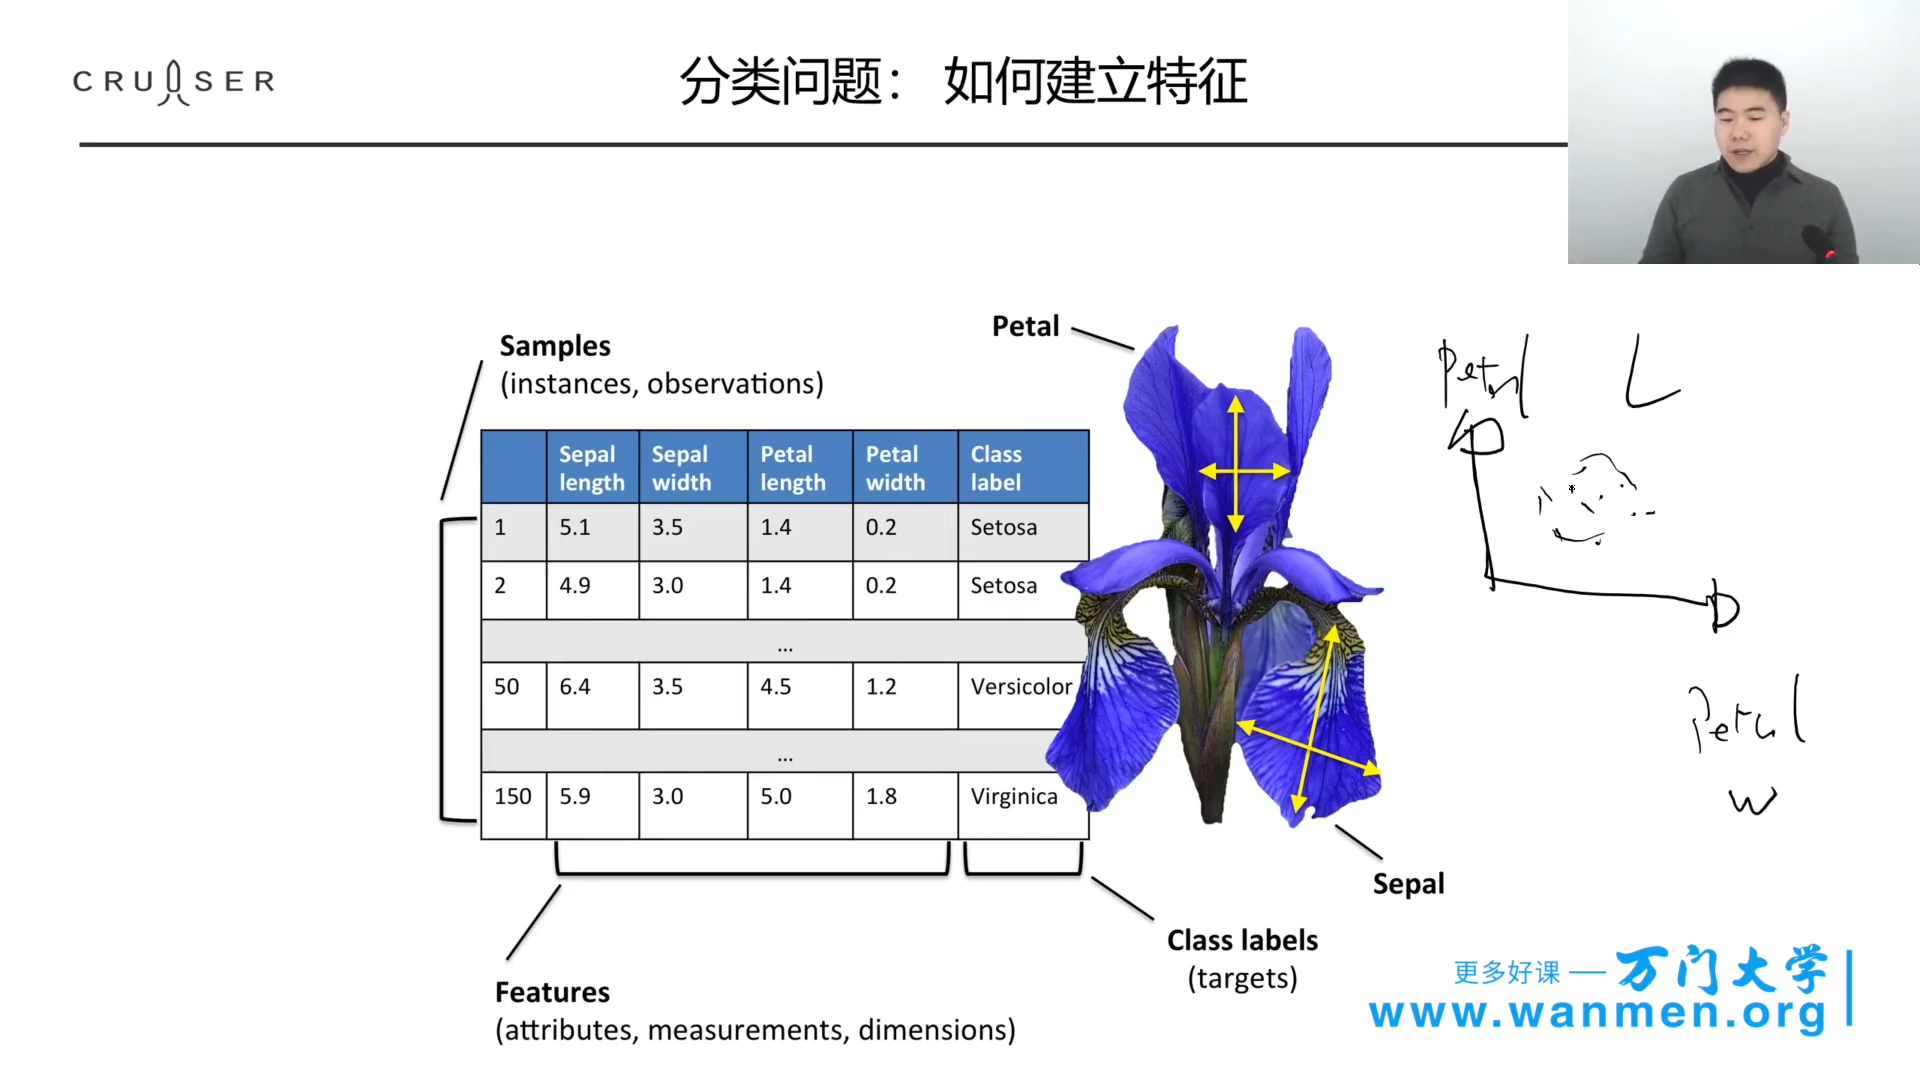 CRUISER
分类问题： 如何建立特征
Samples
(instances, observations)
Petal
Sepal length Sepal width Petal length Petal width Class label
1 5.1 3.5 1.4 0.2 Setosa
2 4.9 3.0 1.4 0.2 Setosa
...
50 6.4 3.5 4.5 1.2 Versicolor
...
150 5.9 3.0 5.0 1.8 Virginica
Petal L
Petal
W
Sepal
Class labels
(targets)
Features
(attributes, measurements, dimensions)
更多好课 — 万门大学
www.wanmen.org